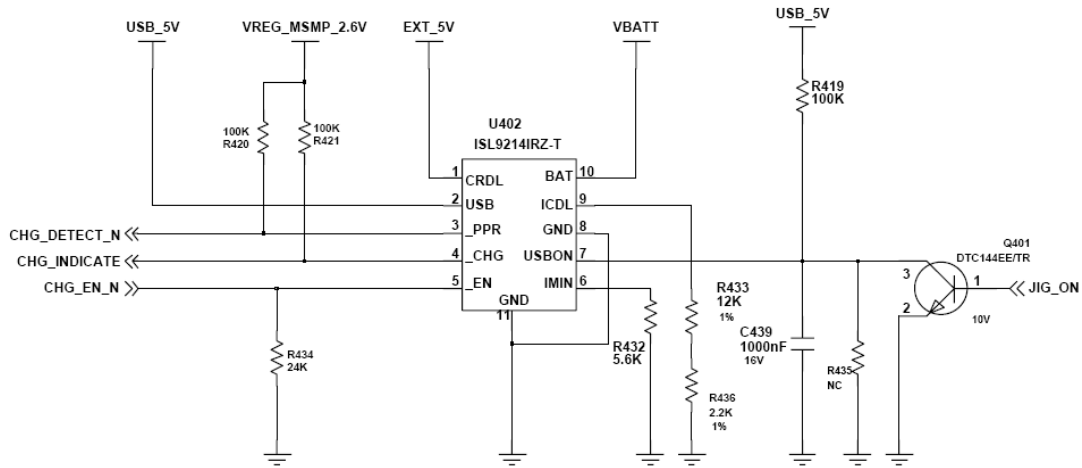 USB_5V
VREG_MSMP_2.6V
EXT_5V
VBATT
USB_5V
R419
100K
100K
R420
100K
R421
U402
ISL9214IRZ-T
1
CRDL
BAT
10
2
USB
ICDL
9
3
_PPR
GND
8
4
_CHG
USBON
7
5
_EN
IMIN
6
GND
11
CHG_DETECT_N
CHG_INDICATE
CHG_EN_N
R434
24K
R432
5.6K
R433
12K
1%
R436
2.2K
1%
C439
1000nF
16V
R435
NC
Q401
DTC144EE/TR
3
1
2
10V
JIG_ON